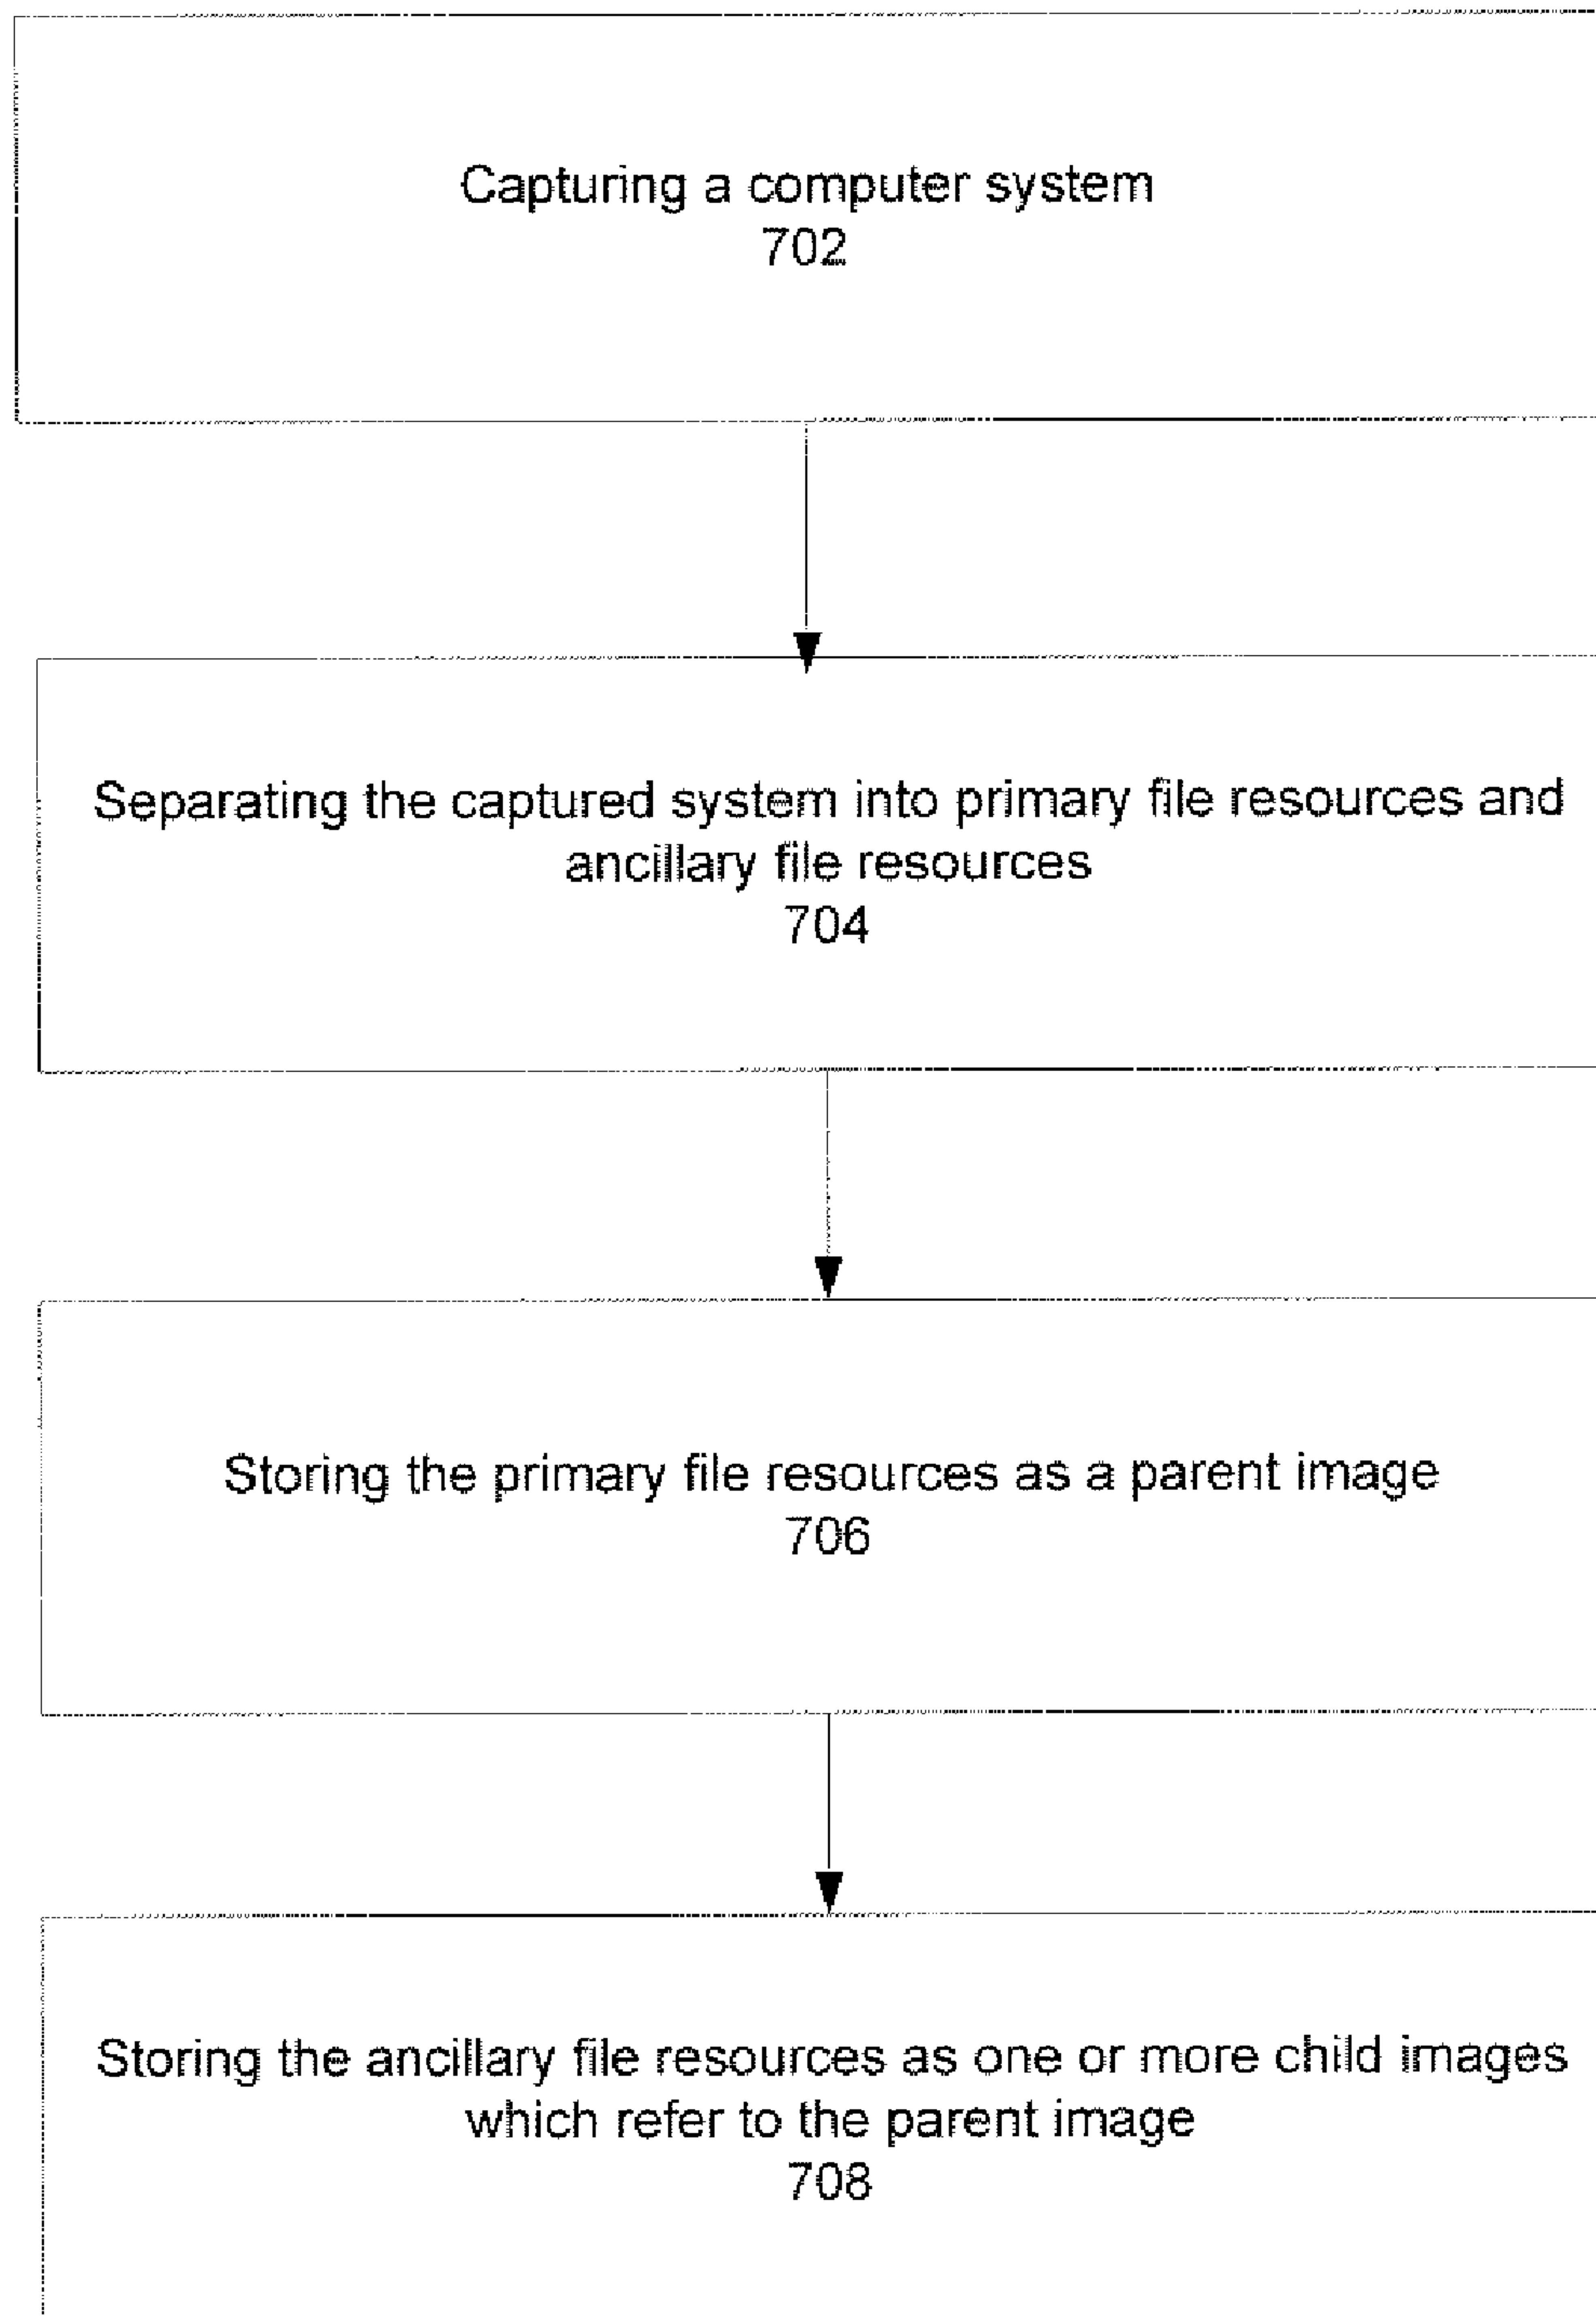 Capturing a computer system
702
Separating the captured system into primary file resources and
ancillary file resources
704
Storing the primary file resources as a parent image
706
Storing the ancillary file resources as one or more child images
which refer to the parent image
708